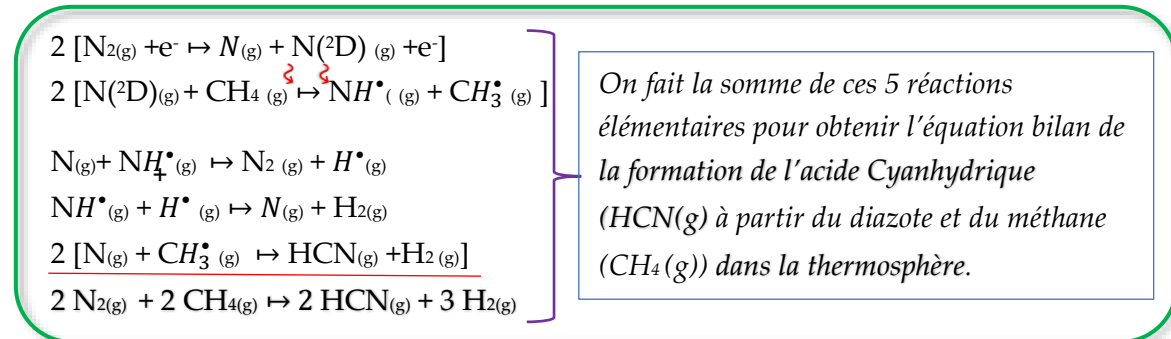 2 [N2(g) +e- ↦ N(g) + N(²D) (g) +e-]
2 [N(²D)(g) + CH4 (g) ↦ NH•( (g) + CH3• (g) ]
N(g)+ NH•(g) ↦ N2 (g) + H•(g)
+
NH•(g) + H• (g) ↦ N(g) + H2(g)
2 [N(g) + CH3• (g) ↦ HCN(g) +H2 (g)]
2 N2(g) + 2 CH4(g) ↦ 2 HCN(g) + 3 H2(g)
On fait la somme de ces 5 réactions
élémentaires pour obtenir l’équation bilan de
la formation de l’acide Cyanhydrique
(HCN(g) à partir du diazote et du méthane
(CH4 (g)) dans la thermosphère.